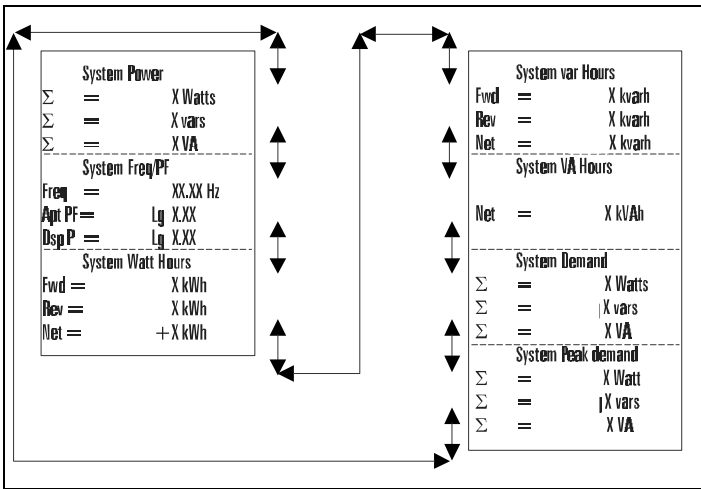 System Power
Σ = X Watts
Σ = X vars
Σ = X VA
System Freq/PF
Freq = XX.XX Hz
Apt PF= Lg X.XX
Dsp P = Lg X.XX
System Watt Hours
Fwd = X kWh
Rev = X kWh
Net = +X kWh
System var Hours
Fwd = X kvarh
Rev = X kvarh
Net = X kvarh
System VA Hours
Net = X kVAh
System Demand
Σ = X Watts
Σ = X vars
Σ = X VA
System Peak demand
Σ = X Watt
Σ = X vars
Σ = X VA